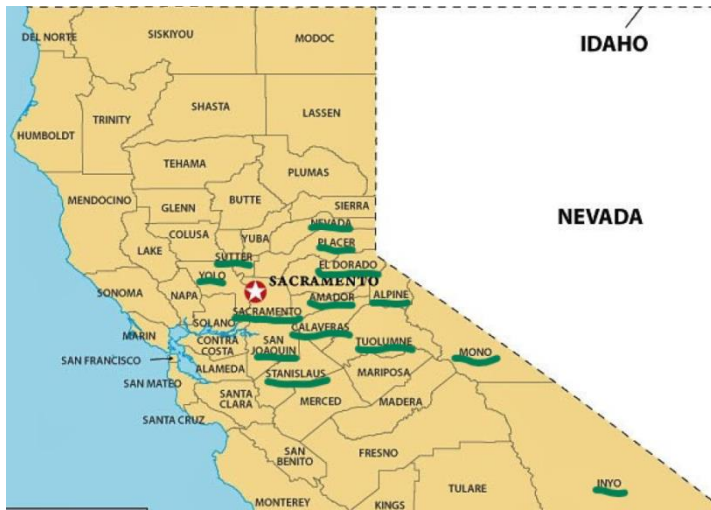 DEL NORTE
SISKIYOU
MODOC
IDAHO
TRINITY
SHASTA
LASSEN
HUMBOLDT
TEHAMA
PLUMAS
MENDOCINO
GLENN
BUTTE
SIERRA
NEVADA
NEVADA
COLUSA
YUBA
PLACER
LAKE
SUTTER
EL DORADO
YOLO
SACRAMENTO
SONOMA
NAPA
AMADOR
ALPINE
SACRAMENTO
SOLANO
CALAVERAS
MARIN
CONTRA
COSTA
SAN
JOAQUIN
TUOLUMNE
MONO
SAN FRANCISCO
ALAMEDA
STANISLAUS
MARIPOSA
SAN MATEO
SANTA
CLARA
MERCED
MADERA
SANTA CRUZ
SAN
BENITO
FRESNO
INYO
TULARE
MONTEREY
KINGS